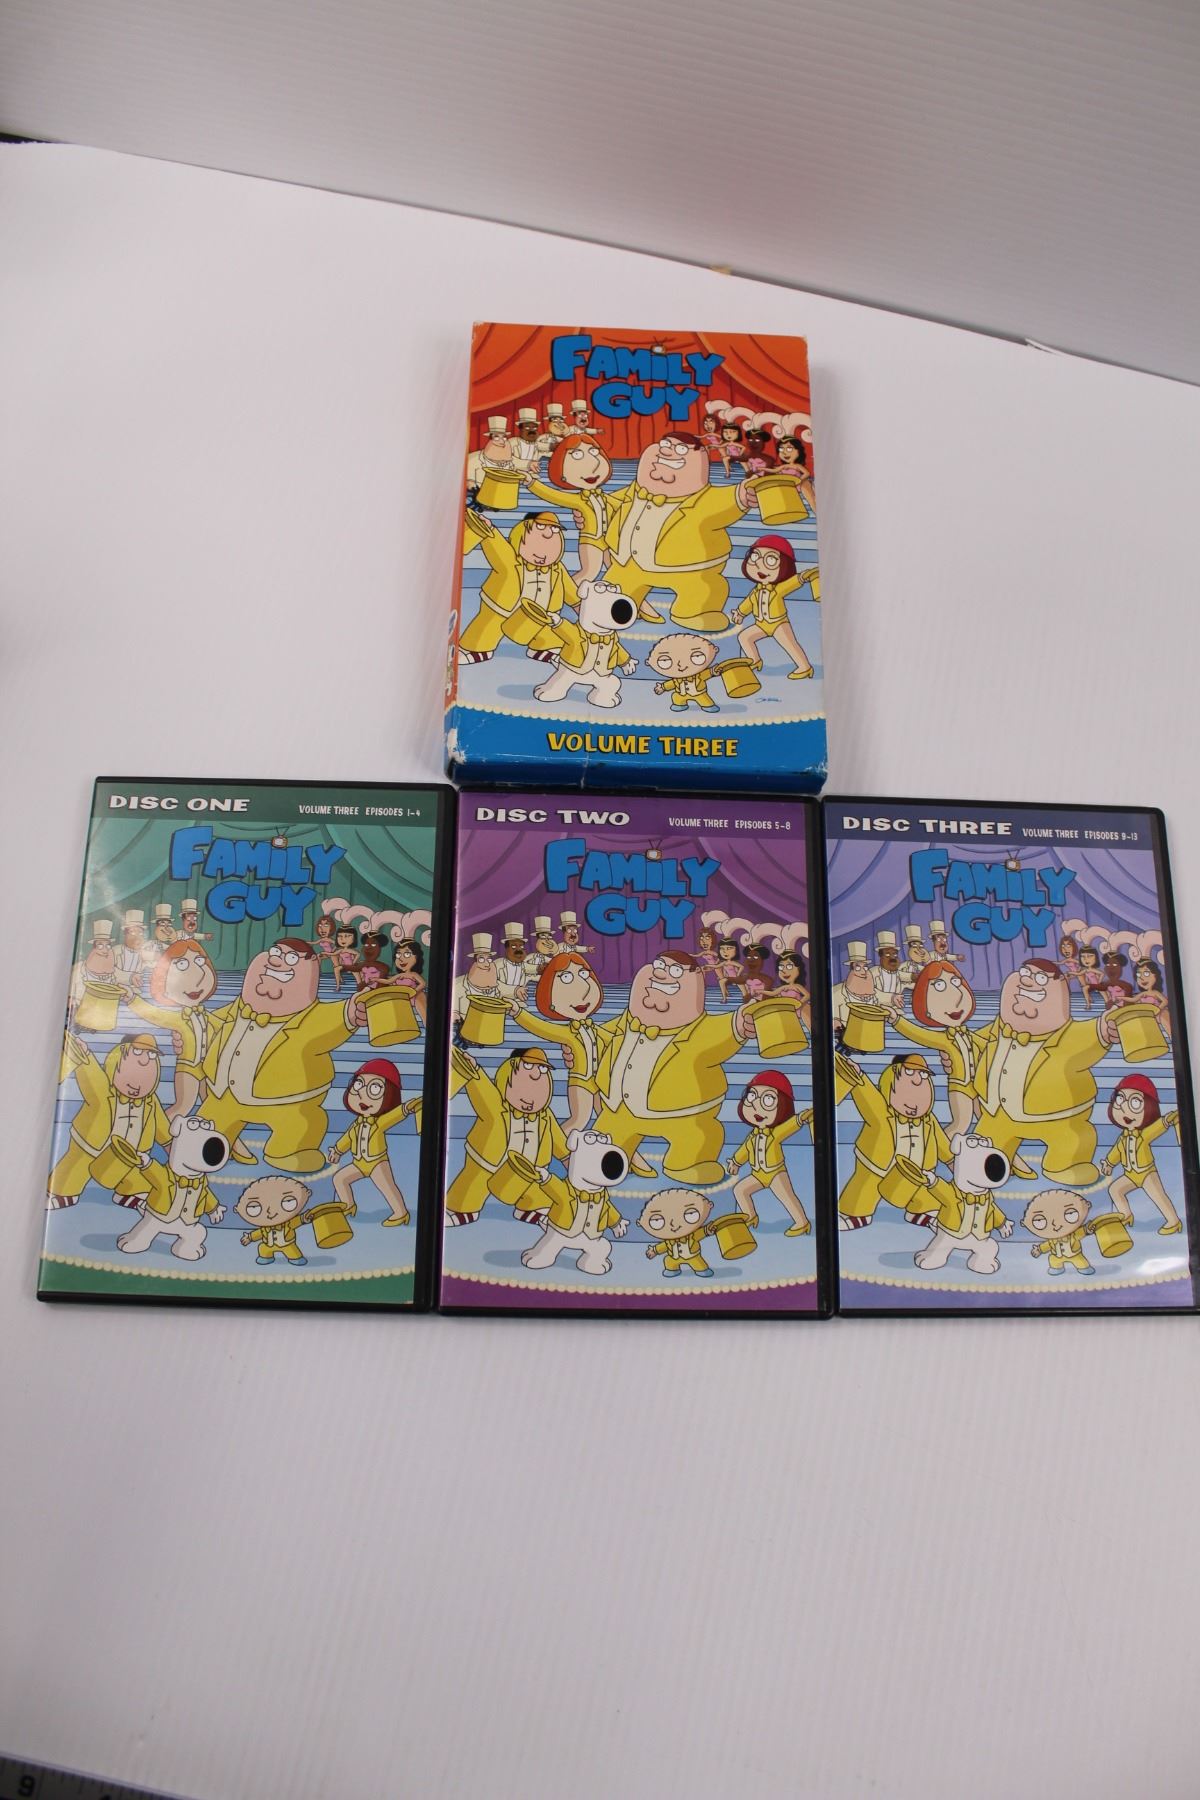 FAMILY
GUY
VOLUME THREE
DISC ONE VOLUME THREE EPISODES 1-4
FAMILY
GUY
DISC TWO VOLUME THREE EPISODES 5-8
FAMILY
GUY
DISC THREE VOLUME THREE EPISODES 9-13
FAMILY
GUY
9